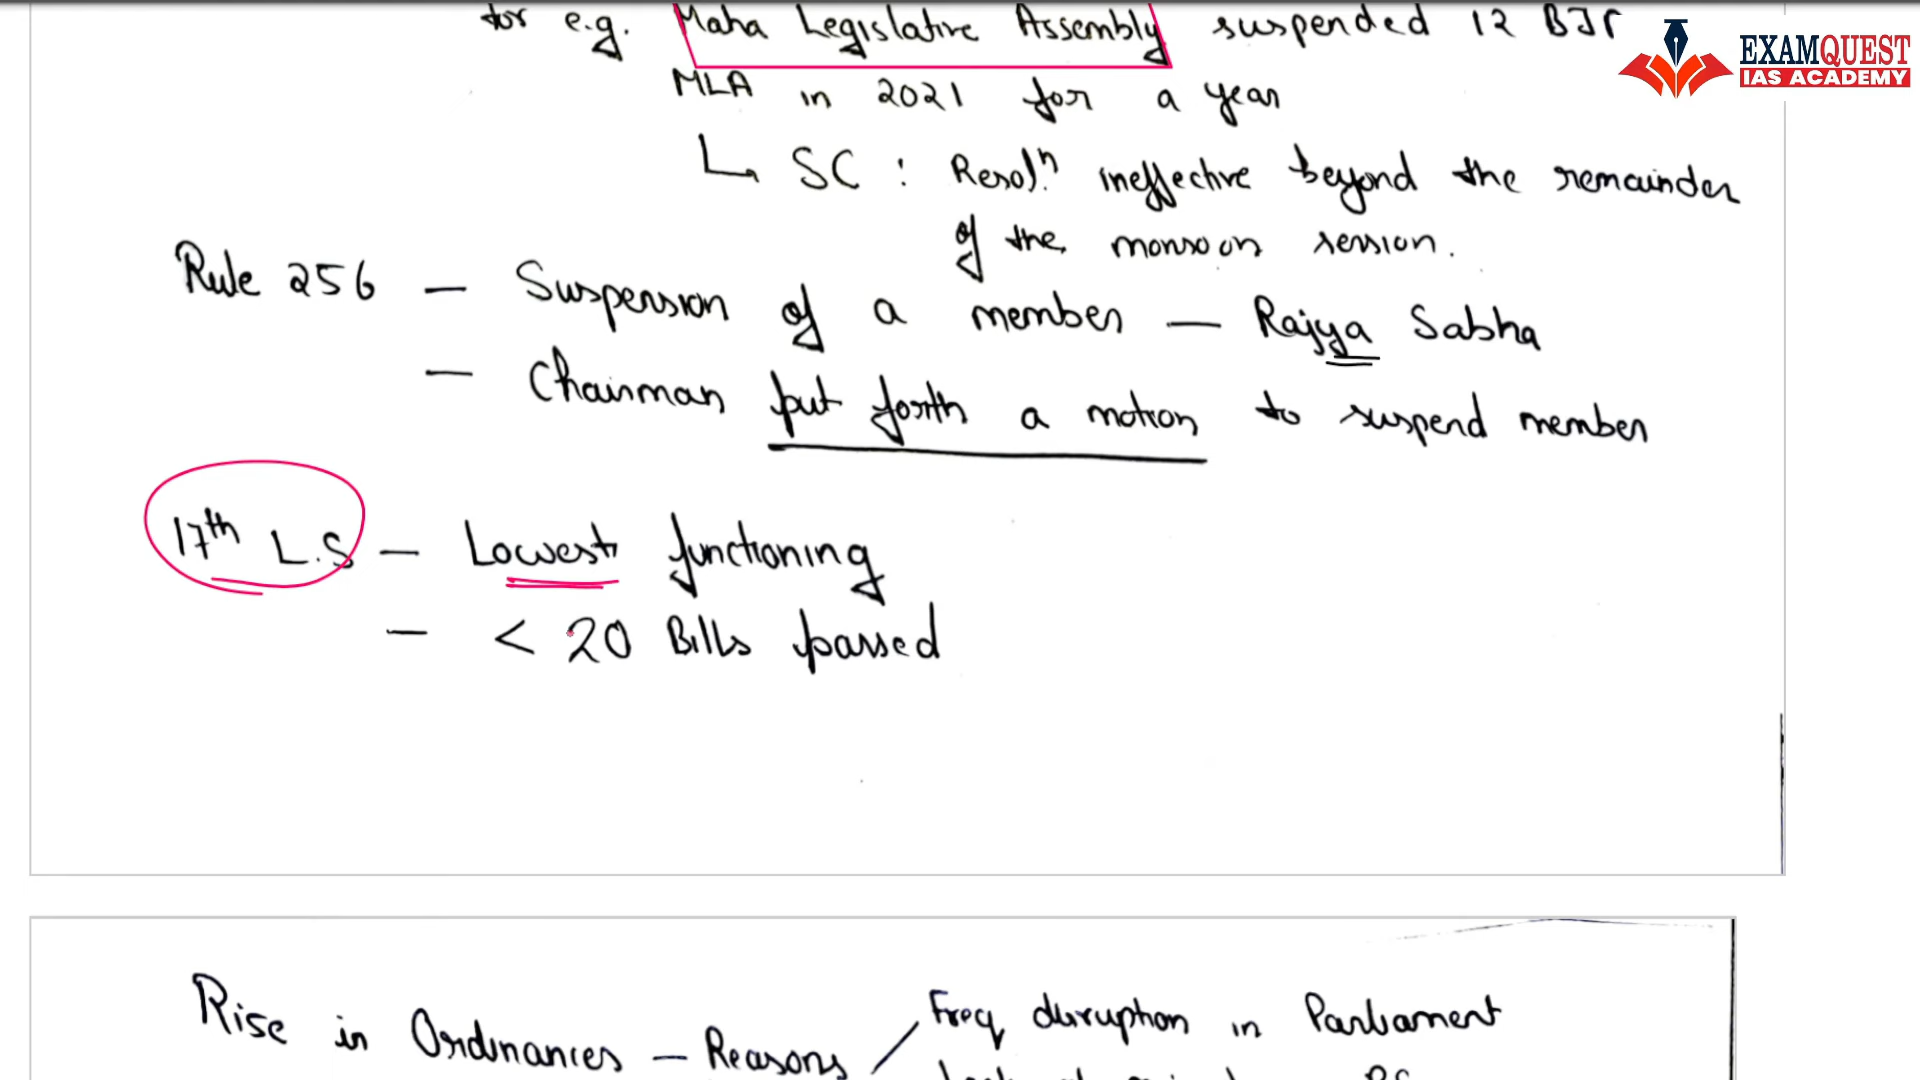 for e.g. Maha Legislative Assembly suspended 12 BJP
MLA in 2021 for a year
EXAMQUEST
IAS ACADEMY
↳ SC : Resol.n ineffective beyond the remainder
of the monsoon session.
Rule 256 – Suspension of a member – Rajya Sabha
– Chairman put forth a motion to suspend member
17th L.S – Lowest functioning
– < 20 Bills passed
Rise in Ordinances – Reasons
Freq disruption in Parliament